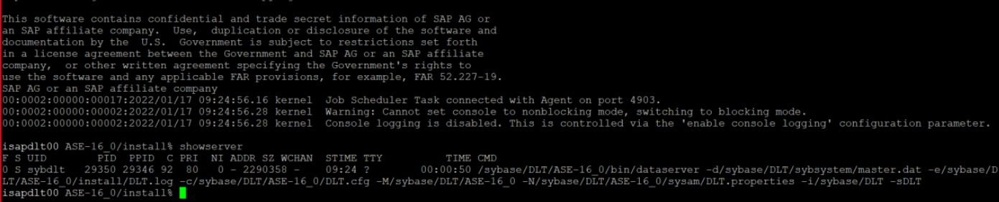 This software contains confidential and trade secret information of SAP AG or
an SAP affiliate company.  Use,  duplication or disclosure of the software and
documentation by the  U.S.  Government is subject to restrictions set forth
in a license agreement between the Government and SAP AG or an SAP affiliate
company,  or other written agreement specifying the Government's rights to
use the software and any applicable FAR provisions, for example, FAR 52.227-19.
SAP AG or an SAP affiliate company
00:0002:00000:00017:2022/01/17 09:24:56.16 kernel  Job Scheduler Task connected with Agent on port 4903.
00:0002:00000:00002:2022/01/17 09:24:56.28 kernel  Warning: Cannot set console to nonblocking mode, switching to blocking mode.
00:0002:00000:00002:2022/01/17 09:24:56.28 kernel  Console logging is disabled. This is controlled via the 'enable console logging' configuration parameter.
isapdlt00 ASE-16_0/install% showserver
F S UID        PID  PPID  C PRI  NI ADDR SZ WCHAN  STIME TTY          TIME CMD
0 S sybdlt   29350 29346 92  80   0 - 2290358 -    09:24 ?        00:00:50 /sybase/DLT/ASE-16_0/bin/dataserver -d/sybase/DLT/sybsystem/master.dat -e/sybase/D
LT/ASE-16_0/install/DLT.log -c/sybase/DLT/ASE-16_0/DLT.cfg -M/sybase/DLT/ASE-16_0 -N/sybase/DLT/ASE-16_0/sysam/DLT.properties -i/sybase/DLT -sDLT
isapdlt00 ASE-16_0/install%